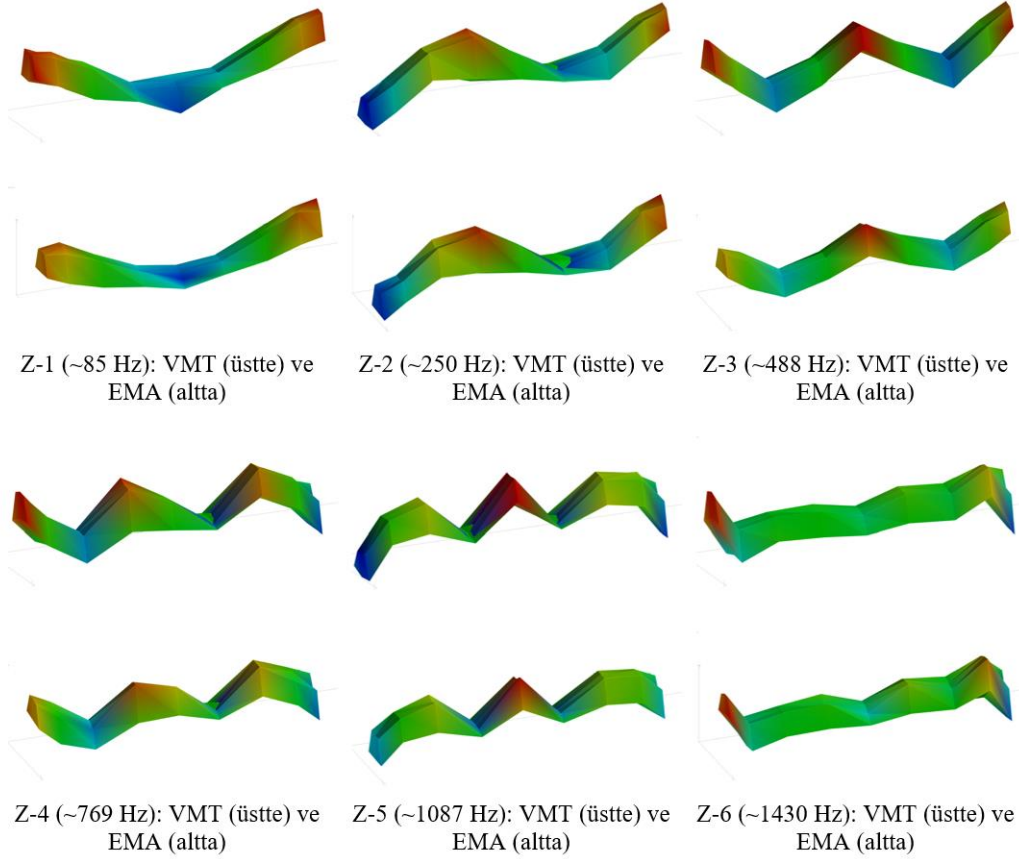 Z-1 (~85 Hz): VMT (üstte) ve
EMA (altta)
Z-2 (~250 Hz): VMT (üstte) ve
EMA (altta)
Z-3 (~488 Hz): VMT (üstte) ve
EMA (altta)
Z-4 (~769 Hz): VMT (üstte) ve
EMA (altta)
Z-5 (~1087 Hz): VMT (üstte) ve
EMA (altta)
Z-6 (~1430 Hz): VMT (üstte) ve
EMA (altta)